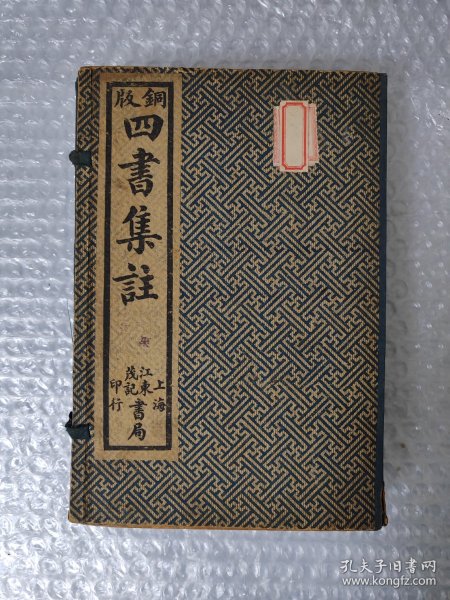 銅版
四書集註
上海
江東
茂記
書局
印行
孔夫子旧书网
www.kongfz.com